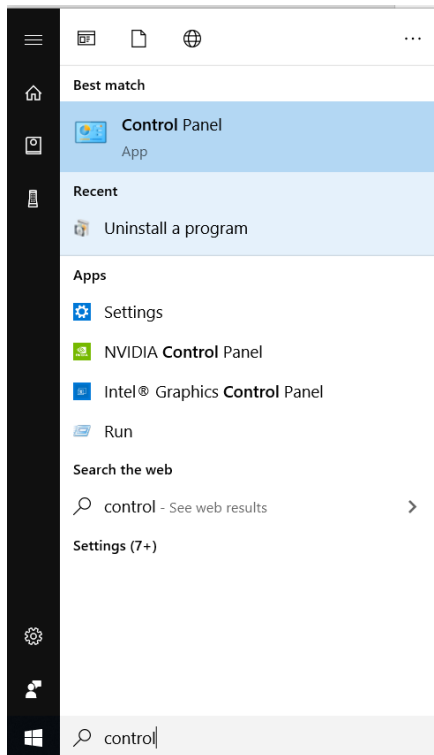 Best match
Control Panel
App
Recent
Uninstall a program
Apps
Settings
NVIDIA Control Panel
Intel® Graphics Control Panel
Run
Search the web
control - See web results
Settings (7+)
control